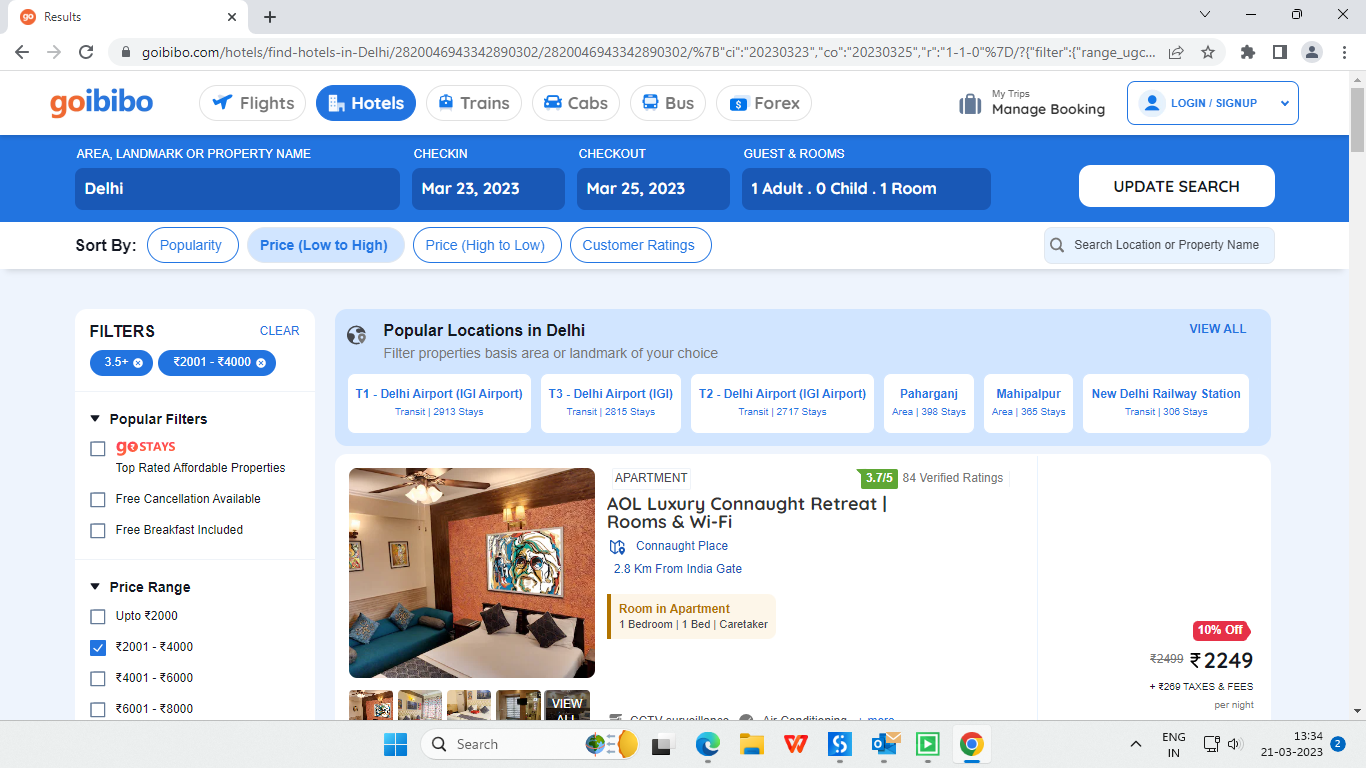 Results
goibibo.com/hotels/find-hotels-in-Delhi/2820046943342890302/2820046943342890302/%7B"ci":"20230323","co":"20230325","r":"1-1-0"%7D/?{"filter":{"range_ugc...
goibibo
Flights
Hotels
Trains
Cabs
Bus
Forex
My Trips
Manage Booking
LOGIN / SIGNUP
AREA, LANDMARK OR PROPERTY NAME
CHECKIN
CHECKOUT
GUEST & ROOMS
Delhi
Mar 23, 2023
Mar 25, 2023
1 Adult . 0 Child . 1 Room
UPDATE SEARCH
Sort By:
Popularity
Price (Low to High)
Price (High to Low)
Customer Ratings
Search Location or Property Name
FILTERS
CLEAR
3.5+
₹2001 - ₹4000
Popular Filters
goSTAYS
Top Rated Affordable Properties
Free Cancellation Available
Free Breakfast Included
Price Range
Upto ₹2000
₹2001 - ₹4000
₹4001 - ₹6000
₹6001 - ₹8000
Popular Locations in Delhi
VIEW ALL
Filter properties basis area or landmark of your choice
T1 - Delhi Airport (IGI Airport)
Transit | 2913 Stays
T3 - Delhi Airport (IGI)
Transit | 2815 Stays
T2 - Delhi Airport (IGI Airport)
Transit | 2717 Stays
Paharganj
Area | 398 Stays
Mahipalpur
Area | 365 Stays
New Delhi Railway Station
Transit | 306 Stays
APARTMENT
3.7/5
84 Verified Ratings
AOL Luxury Connaught Retreat |
Rooms & Wi-Fi
Connaught Place
2.8 Km From India Gate
Room in Apartment
1 Bedroom | 1 Bed | Caretaker
VIEW
ALL
CCTV surveillance
Air Conditioning
+ more
10% Off
₹2499 ₹2249
+ ₹269 TAXES & FEES
per night
Search
ENG
IN
13:34
21-03-2023
2